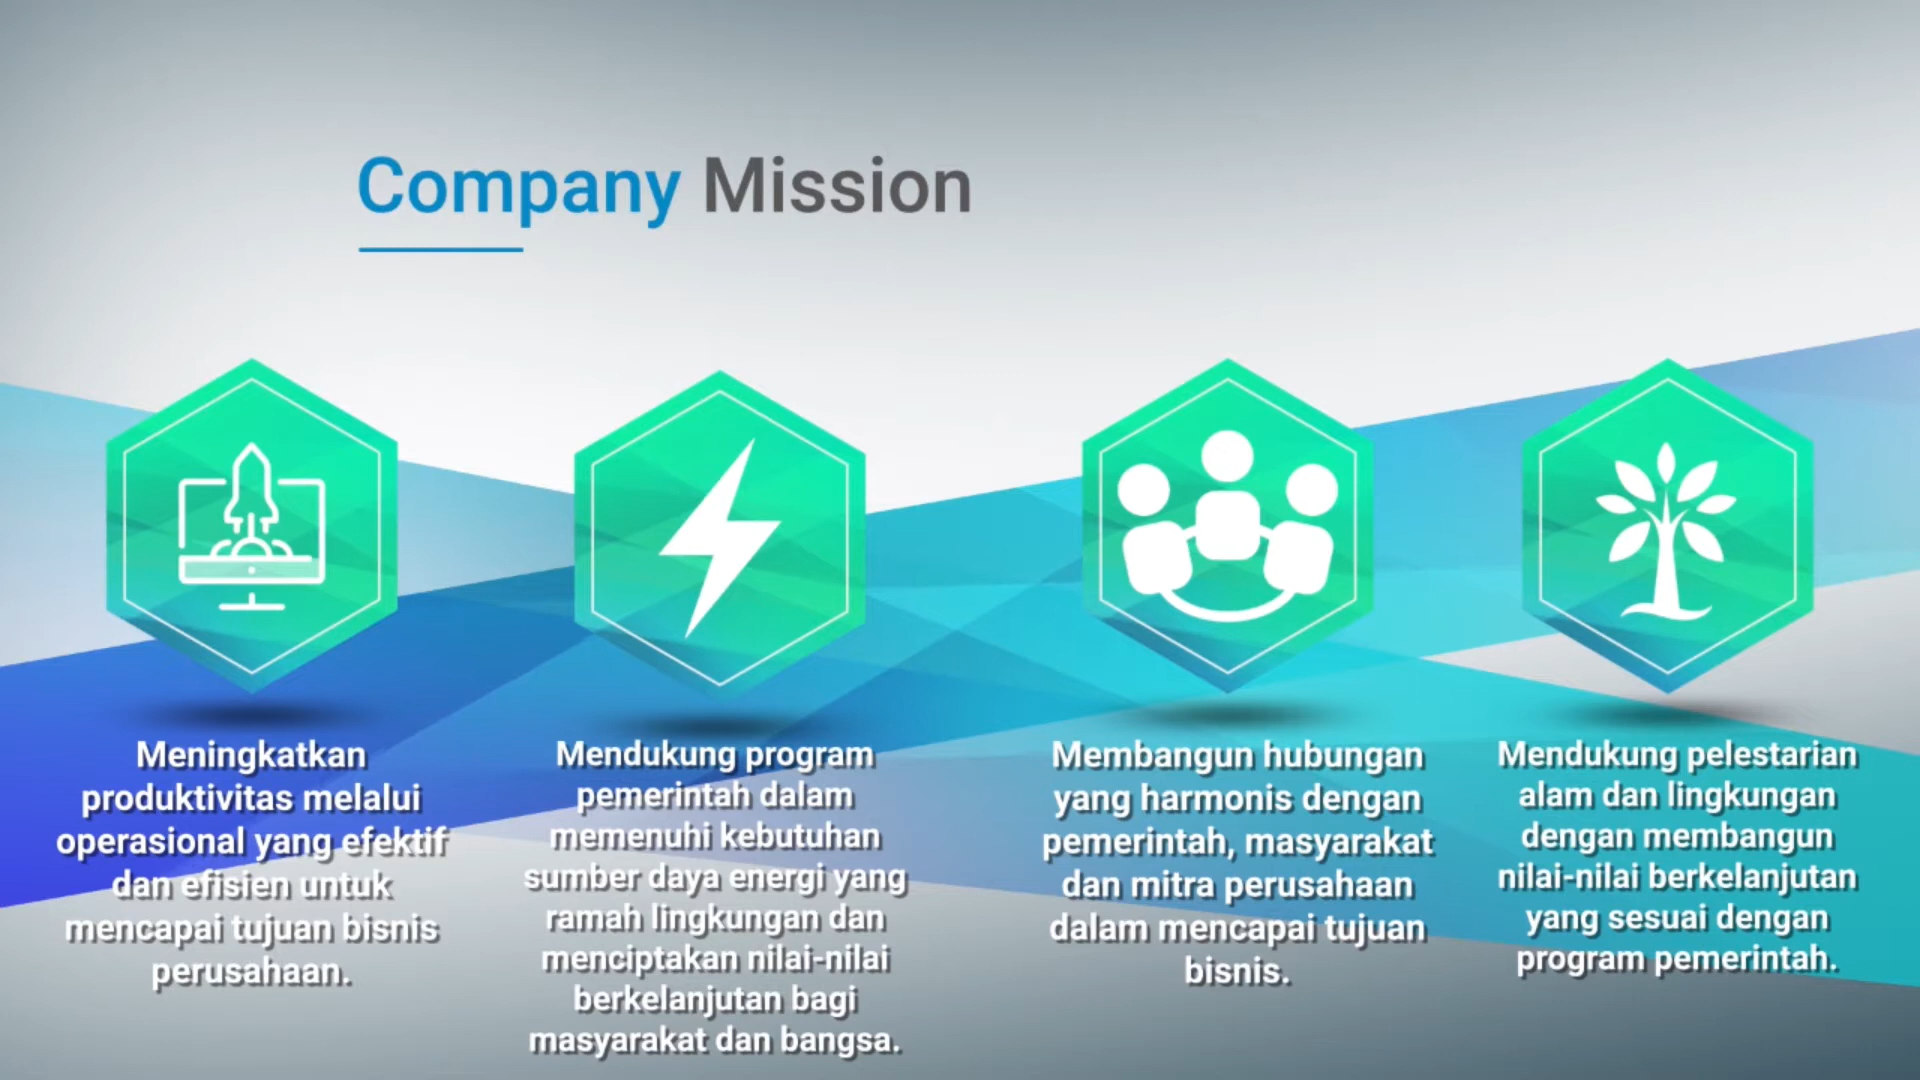 Company Mission
Meningkatkan
produktivitas melalui
operasional yang efektif
dan efisien untuk
mencapai tujuan bisnis
perusahaan.
Mendukung program
pemerintah dalam
memenuhi kebutuhan
sumber daya energi yang
ramah lingkungan dan
menciptakan nilai-nilai
berkelanjutan bagi
masyarakat dan bangsa.
Membangun hubungan
yang harmonis dengan
pemerintah, masyarakat
dan mitra perusahaan
dalam mencapai tujuan
bisnis.
Mendukung pelestarian
alam dan lingkungan
dengan membangun
nilai-nilai berkelanjutan
yang sesuai dengan
program pemerintah.